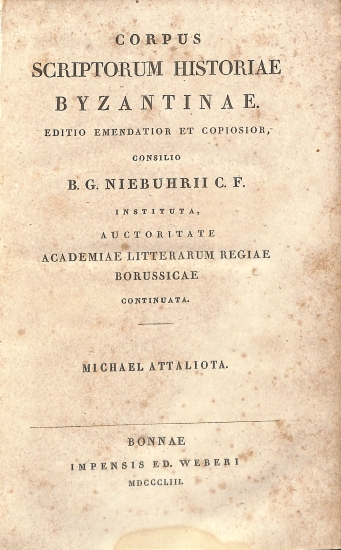 CORPUS
SCRIPTORUM HISTORIAE
BYZANTINAE.
EDITIO EMENDATIOR ET COPIOSIOR,
CONSILIO
B. G. NIEBUHRII C. F.
INSTITUTA,
AUCTORITATE
ACADEMIAE LITTERARUM REGIAE
BORUSSICAE
CONTINUATA.
MICHAEL ATTALIOTA.
BONNAE
IMPENSIS ED. WEBERI
MDCCCLIII.